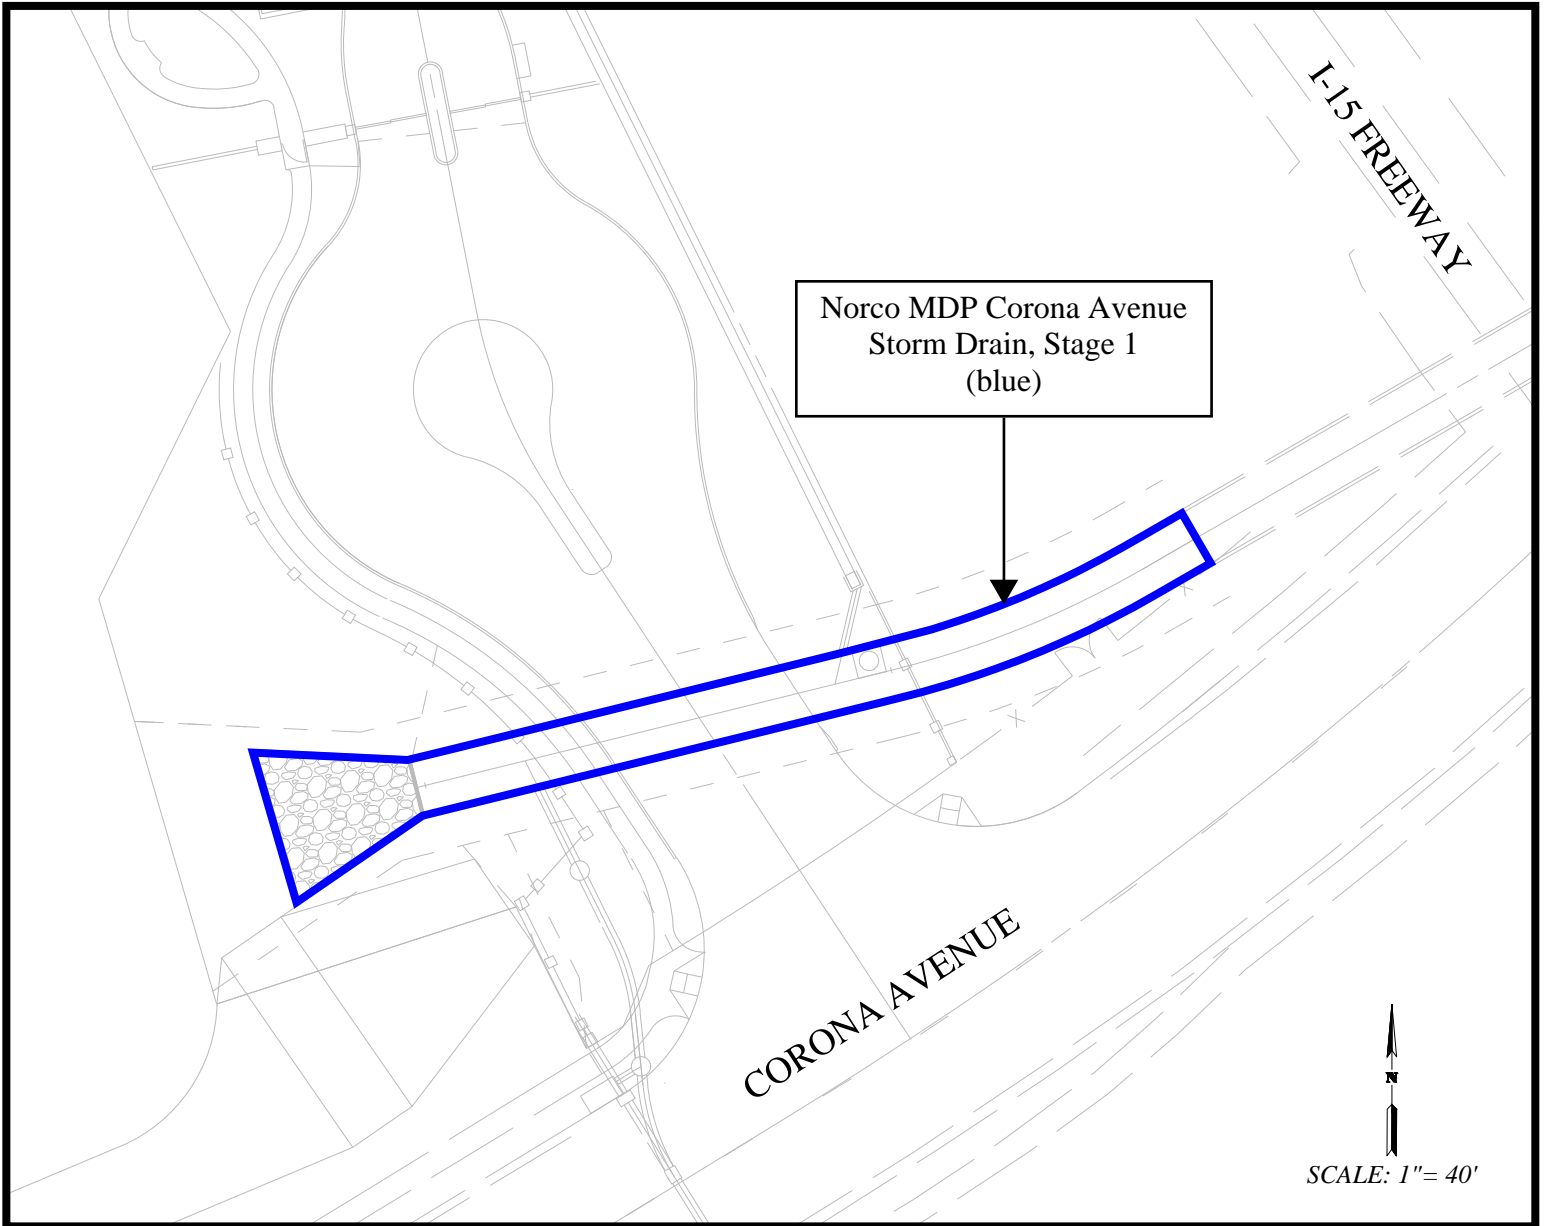 I-15 FREEWAY
Norco MDP Corona Avenue
Storm Drain, Stage 1
(blue)
CORONA AVENUE
N
SCALE: 1"= 40'